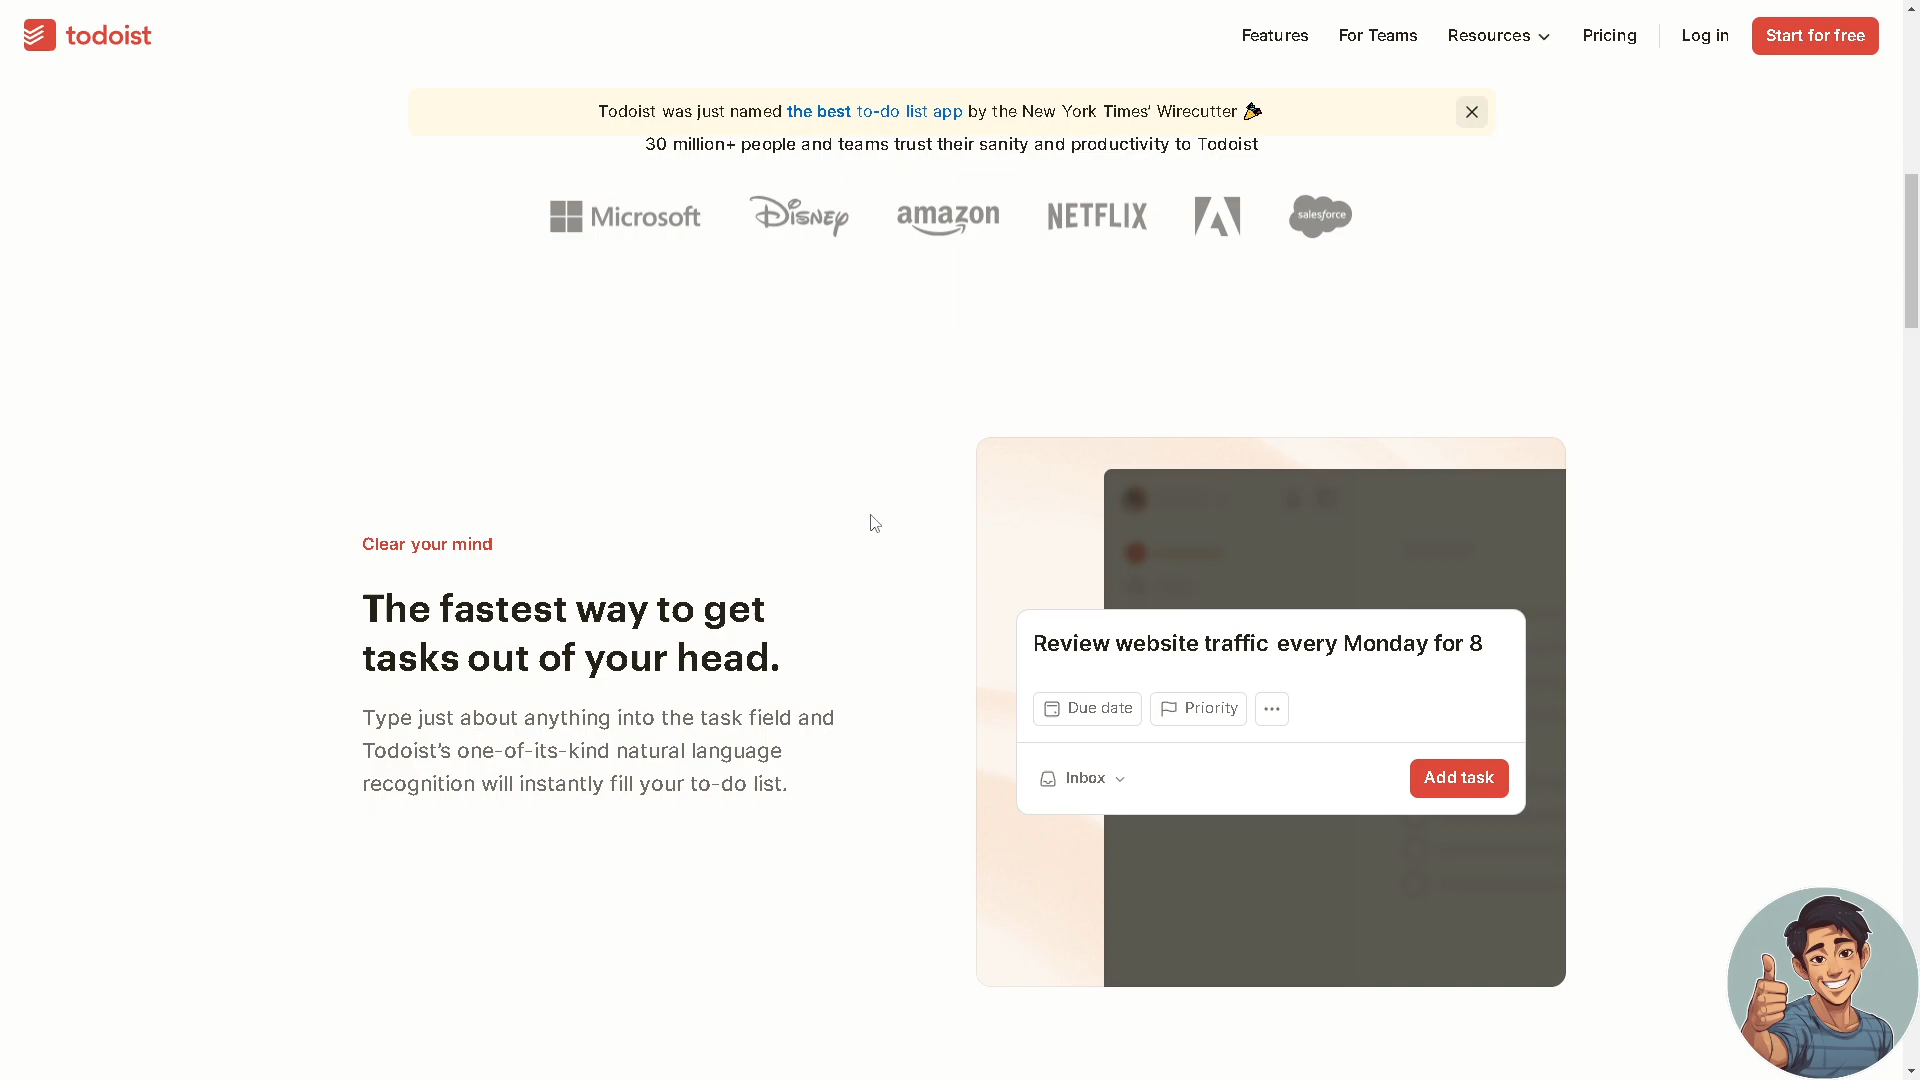 todoist
Features For Teams Resources Pricing Log in Start for free
Todoist was just named the best to-do list app by the New York Times’ Wirecutter
30 million+ people and teams trust their sanity and productivity to Todoist
Microsoft Disney amazon NETFLIX salesforce
Clear your mind
The fastest way to get
tasks out of your head.
Type just about anything into the task field and
Todoist’s one-of-its-kind natural language
recognition will instantly fill your to-do list.
Review website traffic every Monday for 8
Due date Priority
Inbox Add task